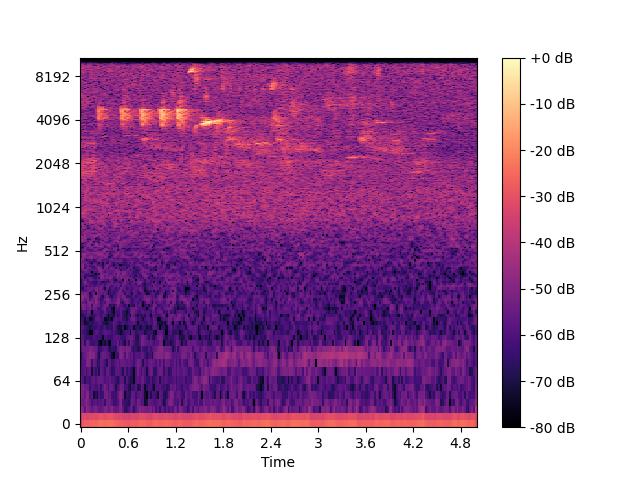 8192
4096
2048
1024
512
256
128
64
0
Hz
0 0.6 1.2 1.8 2.4 3 3.6 4.2 4.8
Time
+0 dB
-10 dB
-20 dB
-30 dB
-40 dB
-50 dB
-60 dB
-70 dB
-80 dB